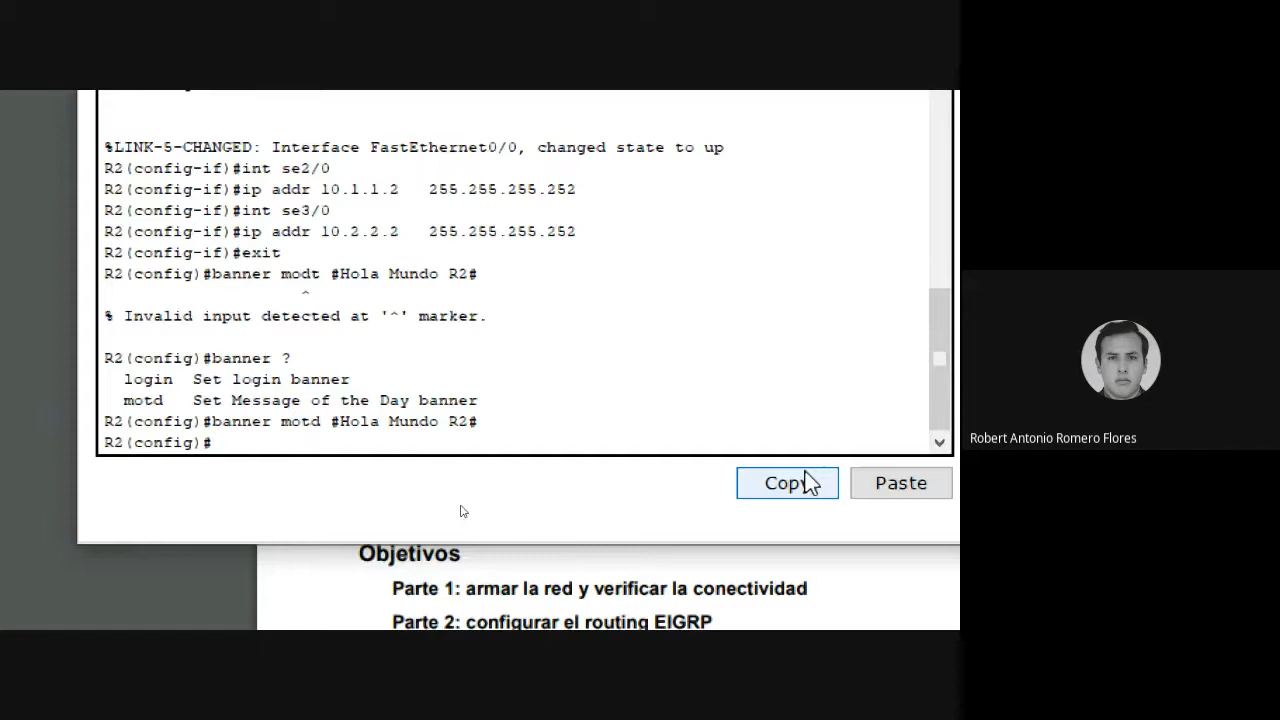 %LINK-5-CHANGED: Interface FastEthernet0/0, changed state to up
R2(config-if)#int se2/0
R2(config-if)#ip addr 10.1.1.2   255.255.255.252
R2(config-if)#int se3/0
R2(config-if)#ip addr 10.2.2.2   255.255.255.252
R2(config-if)#exit
R2(config)#banner modt #Hola Mundo R2#
^
% Invalid input detected at '^' marker.
R2(config)#banner ?
login  Set login banner
motd   Set Message of the Day banner
R2(config)#banner motd #Hola Mundo R2#
R2(config)#
Copy
Paste
Objetivos
Parte 1: armar la red y verificar la conectividad
Parte 2: configurar el routing EIGRP
Robert Antonio Romero Flores